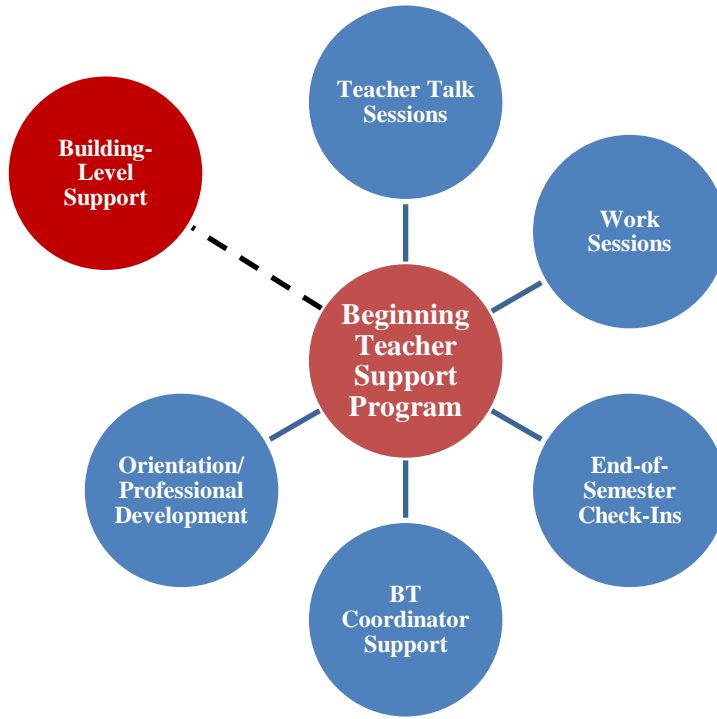 Teacher Talk
Sessions
Building-
Level
Support
Work
Sessions
Beginning
Teacher
Support
Program
Orientation/
Professional
Development
End-of-
Semester
Check-Ins
BT
Coordinator
Support